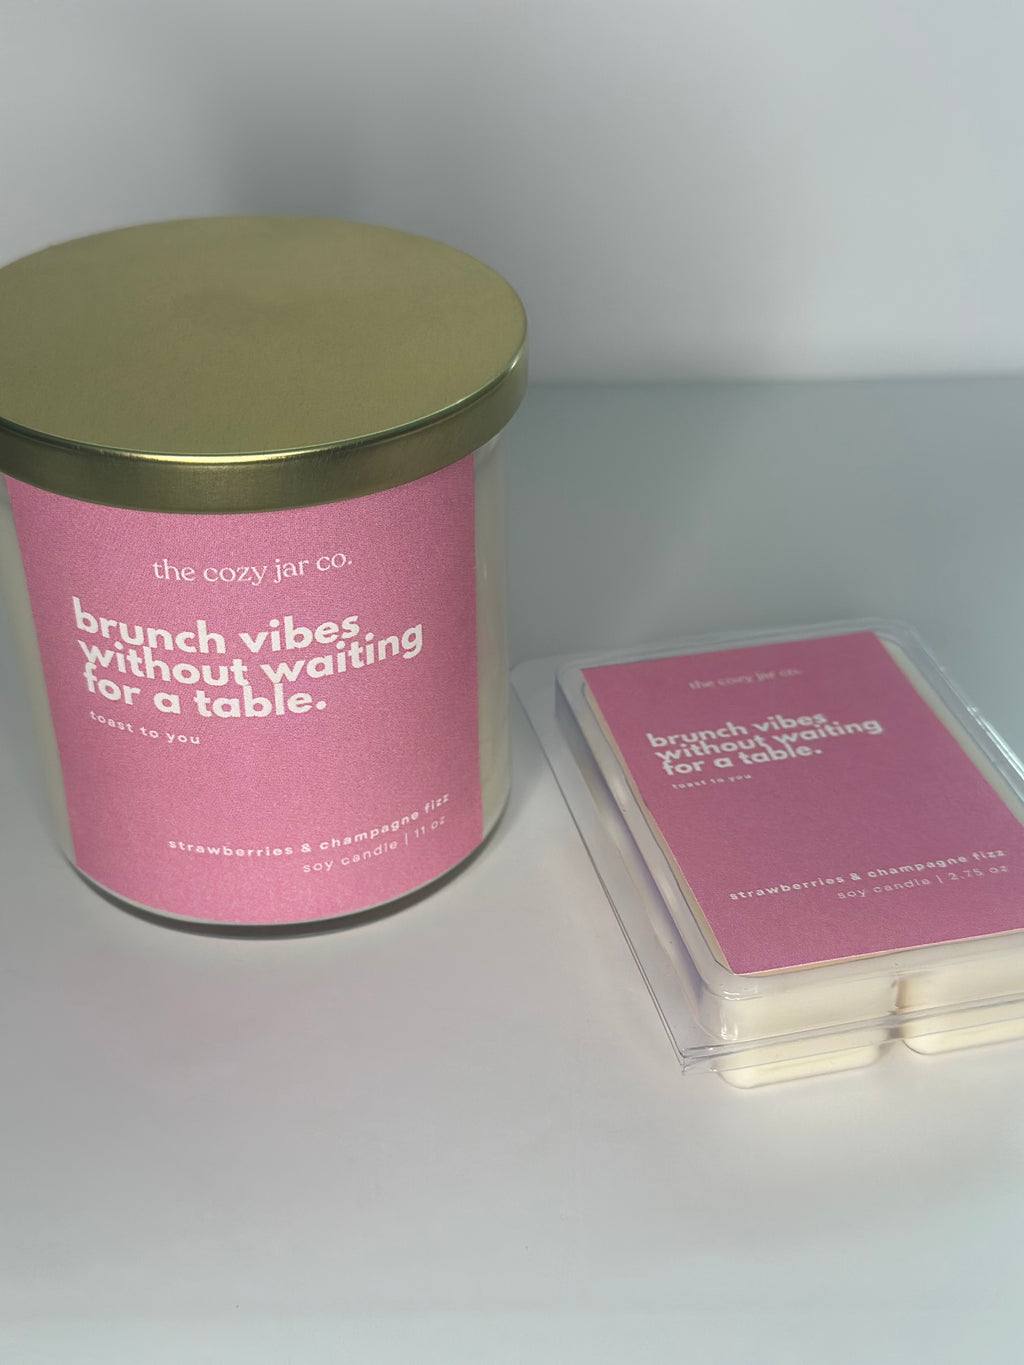 the cozy jar co.
brunch vibes
without waiting
for a table.
toast to you
strawberries & champagne fizz
soy candle | 11 oz
the cozy jar co.
brunch vibes
without waiting
for a table.
toast to you
strawberries & champagne fizz
soy candle | 2.75 oz